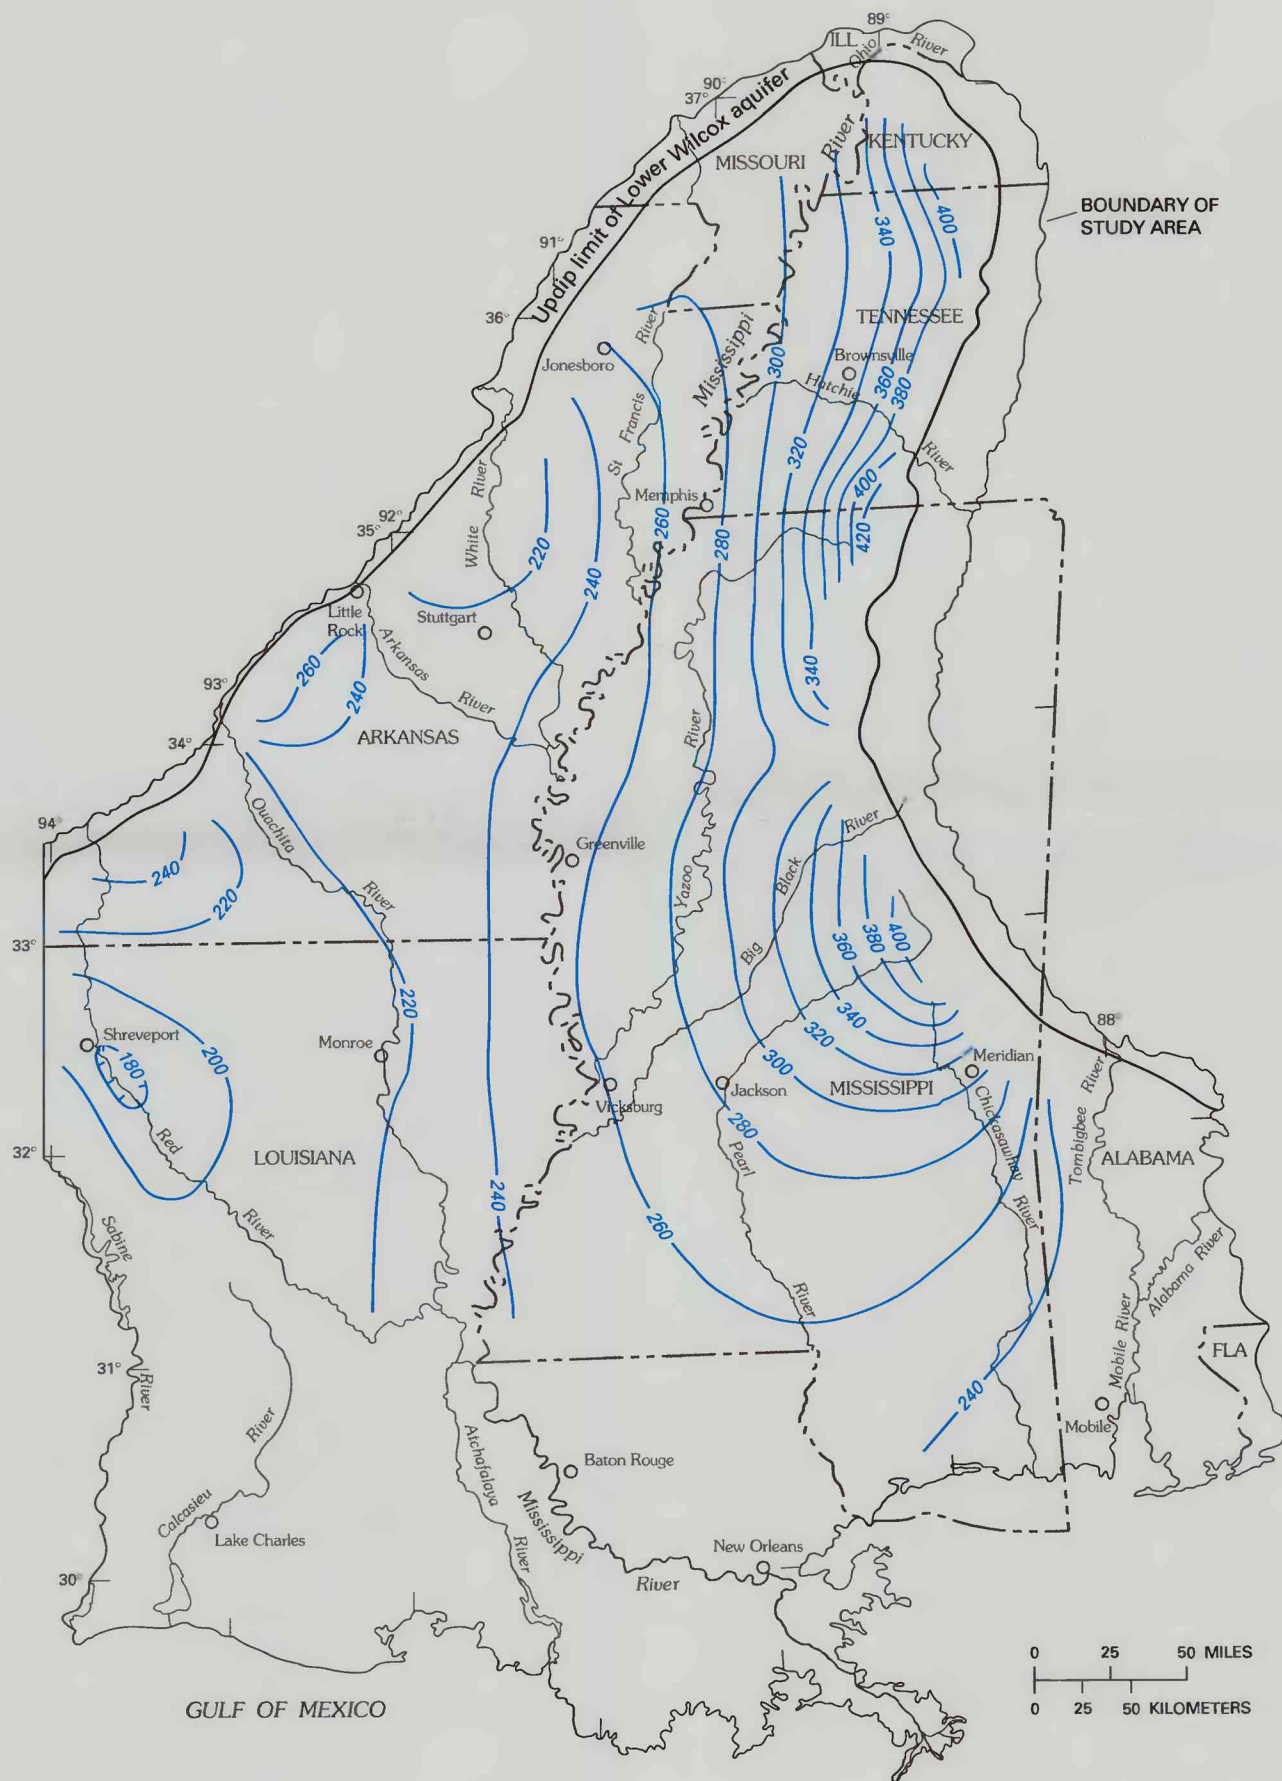 89°
ILL
Ohio
River
90°
37°
Updip limit of Lower Wilcox aquifer
MISSOURI
River
KENTUCKY
BOUNDARY OF
STUDY AREA
400
340
91°
36°
TENNESSEE
River
Mississippi
Jonesboro
300
Brownsville
Hatchie
360
380
St Francis
320
River
White River
Memphis
400
92°
35°
260
280
420
220
240
Little
Rock
Stuttgart
Arkansas
River
260
240
340
93°
34°
ARKANSAS
River
Ouachita
94°
River
Greenville
240
Black
Yazoo
River
220
Big
400
380
360
33°
220
340
Shreveport
200
Monroe
320
88°
180
300
Meridian
Jackson
MISSISSIPPI
Vicksburg
River
Red
280
Chickasawhay
Tombigbee
32°
LOUISIANA
Pearl
ALABAMA
240
260
River
Sabine
River
Alabama River
River
Mobile River
FLA
31°
River
River
240
Mobile
Atchafalaya
Baton Rouge
Calcasieu
Mississippi
Lake Charles
River
New Orleans
River
30°
0 25 50 MILES
0 25 50 KILOMETERS
GULF OF MEXICO